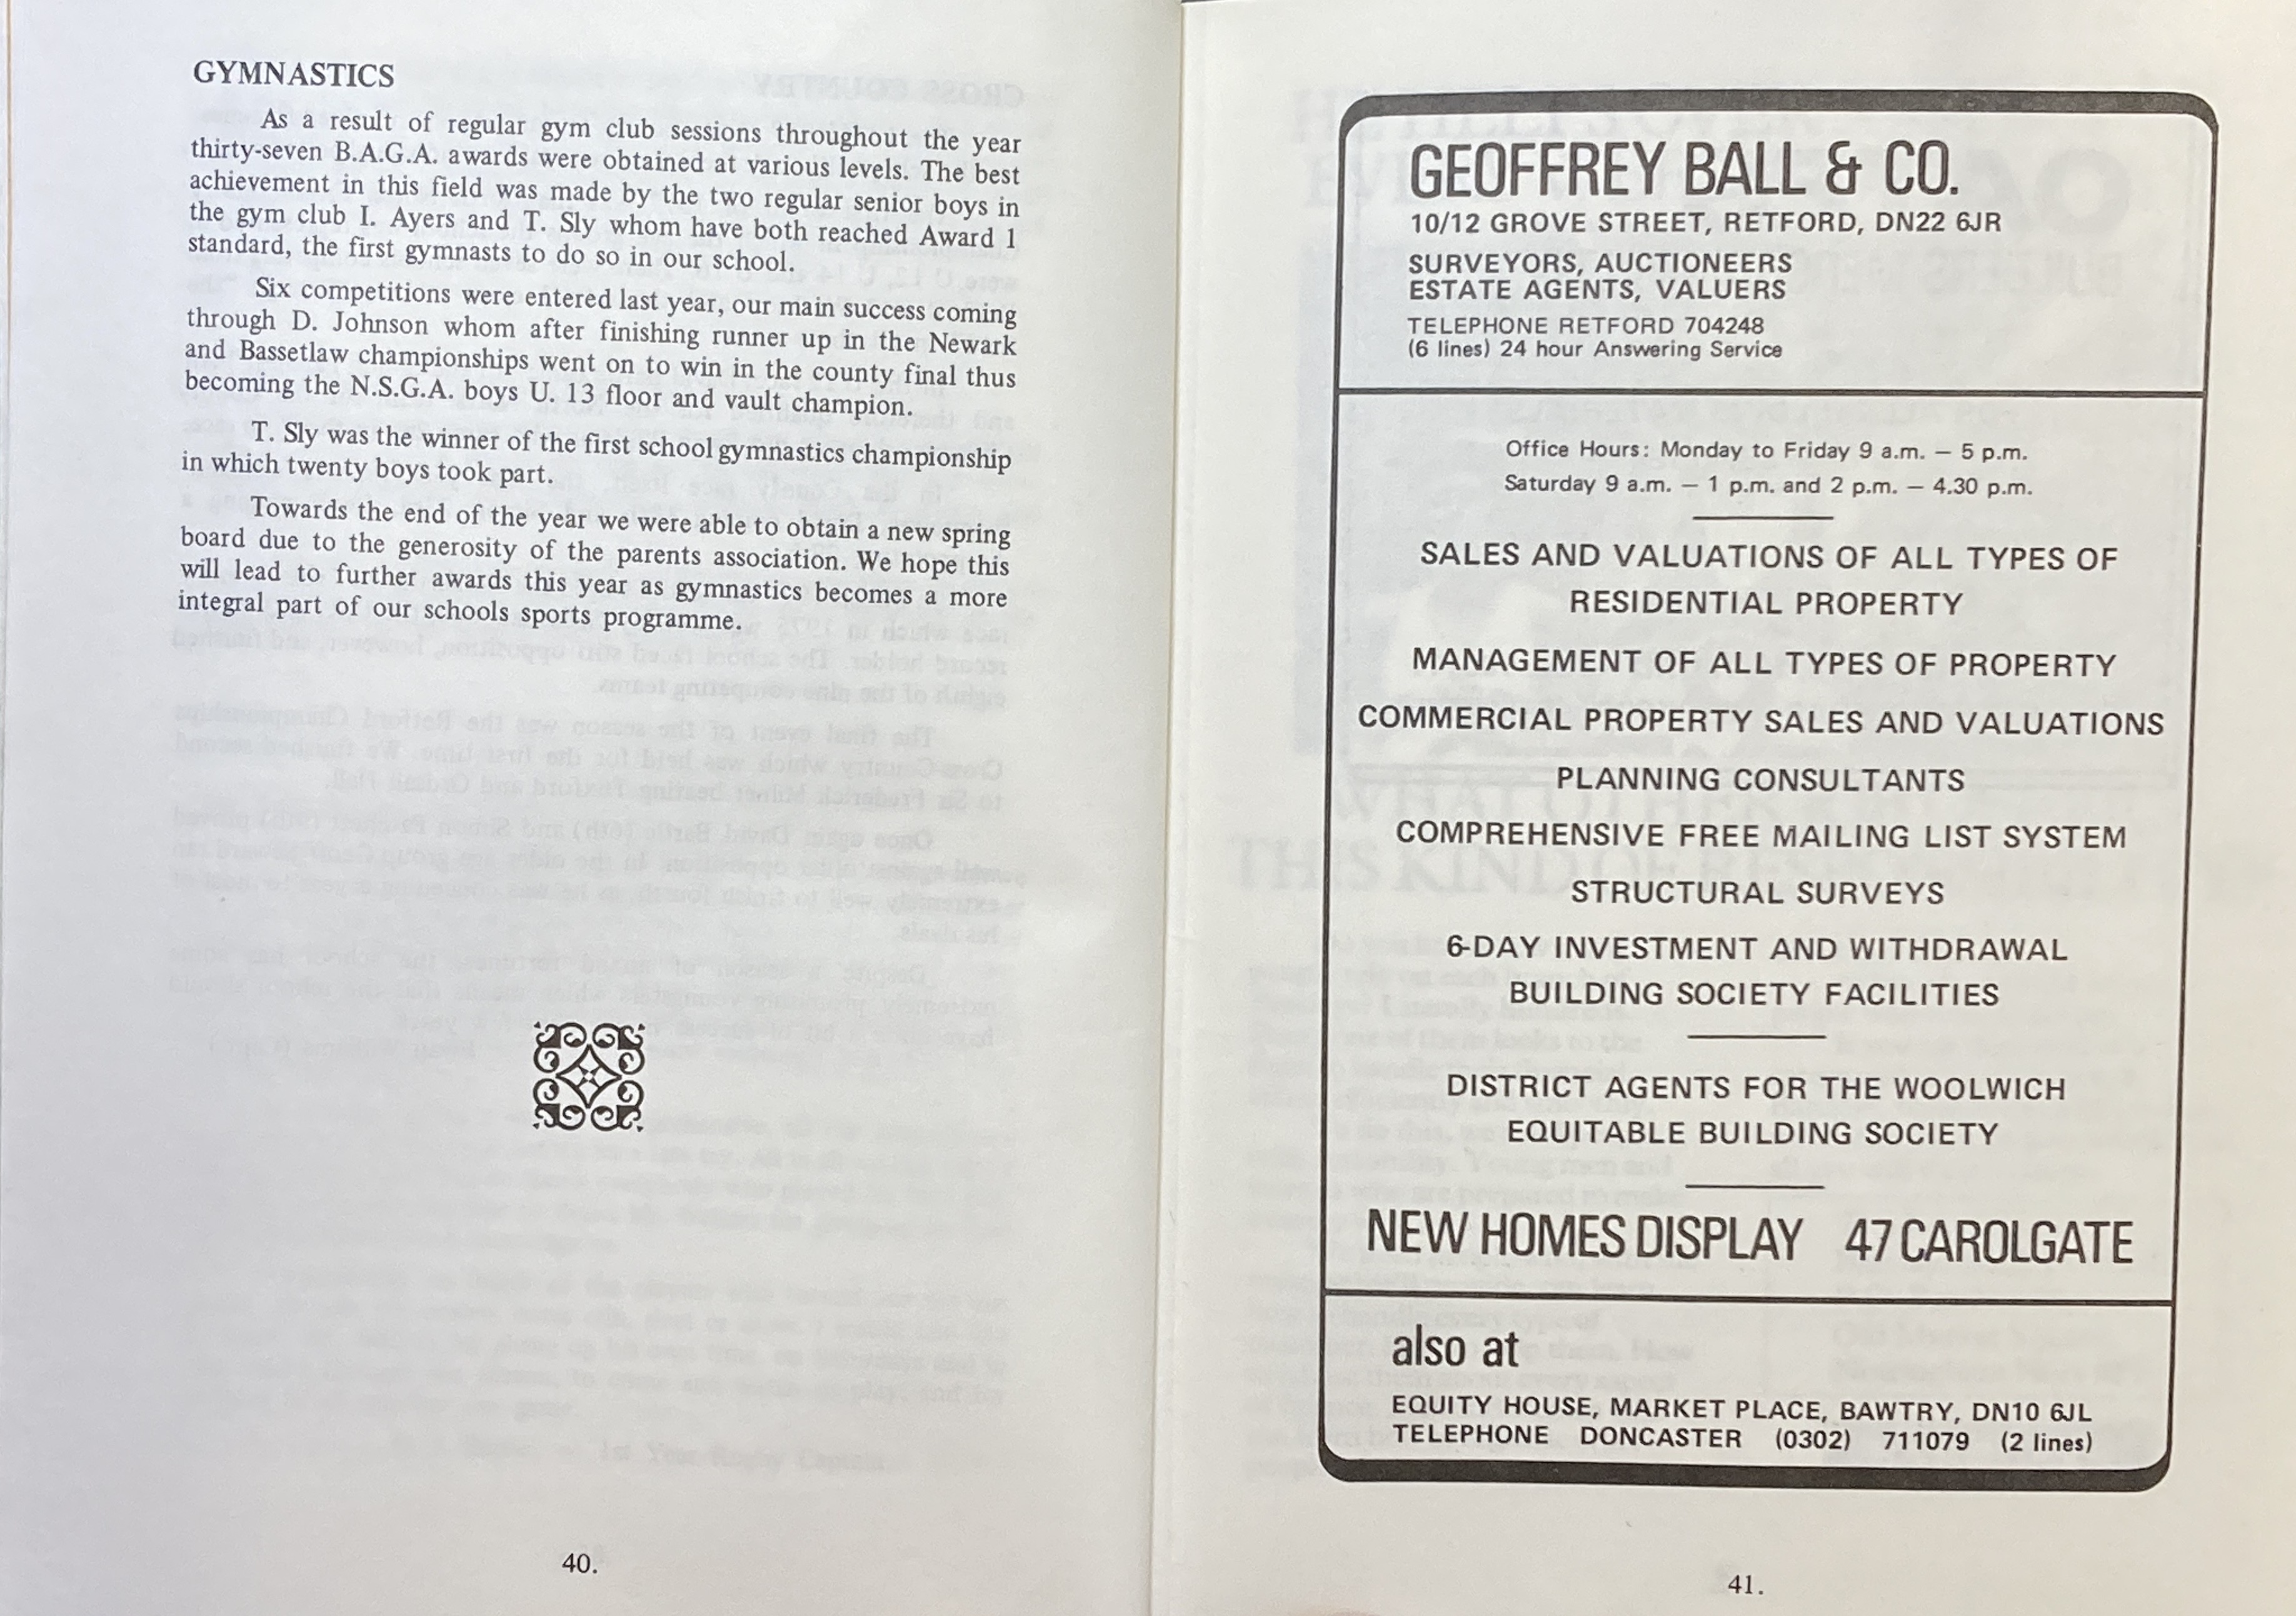 GYMNASTICS
As a result of regular gym club sessions throughout the year
thirty-seven B.A.G.A. awards were obtained at various levels. The best
achievement in this field was made by the two regular senior boys in
the gym club I. Ayers and T. Sly whom have both reached Award 1
standard, the first gymnasts to do so in our school.
Six competitions were entered last year, our main success coming
through D. Johnson whom after finishing runner up in the Newark
and Bassetlaw championships went on to win in the county final thus
becoming the N.S.G.A. boys U. 13 floor and vault champion.
T. Sly was the winner of the first school gymnastics championship
in which twenty boys took part.
Towards the end of the year we were able to obtain a new spring
board due to the generosity of the parents association. We hope this
will lead to further awards this year as gymnastics becomes a more
integral part of our schools sports programme.
40.
GEOFFREY BALL & CO.
10/12 GROVE STREET, RETFORD, DN22 6JR
SURVEYORS, AUCTIONEERS
ESTATE AGENTS, VALUERS
TELEPHONE RETFORD 704248
(6 lines) 24 hour Answering Service
Office Hours: Monday to Friday 9 a.m. — 5 p.m.
Saturday 9 a.m. — 1 p.m. and 2 p.m. — 4.30 p.m.
SALES AND VALUATIONS OF ALL TYPES OF
RESIDENTIAL PROPERTY
MANAGEMENT OF ALL TYPES OF PROPERTY
COMMERCIAL PROPERTY SALES AND VALUATIONS
PLANNING CONSULTANTS
COMPREHENSIVE FREE MAILING LIST SYSTEM
STRUCTURAL SURVEYS
6-DAY INVESTMENT AND WITHDRAWAL
BUILDING SOCIETY FACILITIES
DISTRICT AGENTS FOR THE WOOLWICH
EQUITABLE BUILDING SOCIETY
NEW HOMES DISPLAY 47 CAROLGATE
also at
EQUITY HOUSE, MARKET PLACE, BAWTRY, DN10 6JL
TELEPHONE DONCASTER (0302) 711079 (2 lines)
41.